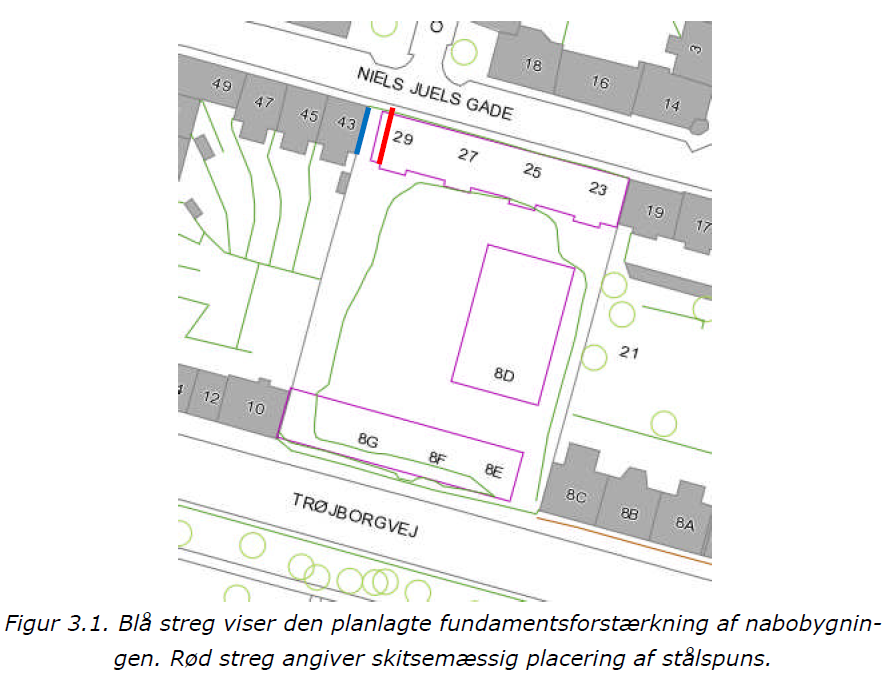 18
3
16
14
NIELS JUELS GADE
49
47
45
43
29
27
25
23
19
17
21
8D
12
10
8G
8F
8E
8C
8B
8A
TRØJBORGVEJ
Figur 3.1. Blå streg viser den planlagte fundamentsforstærkning af nabobygnin-
gen. Rød streg angiver skitsemæssig placering af stålspuns.